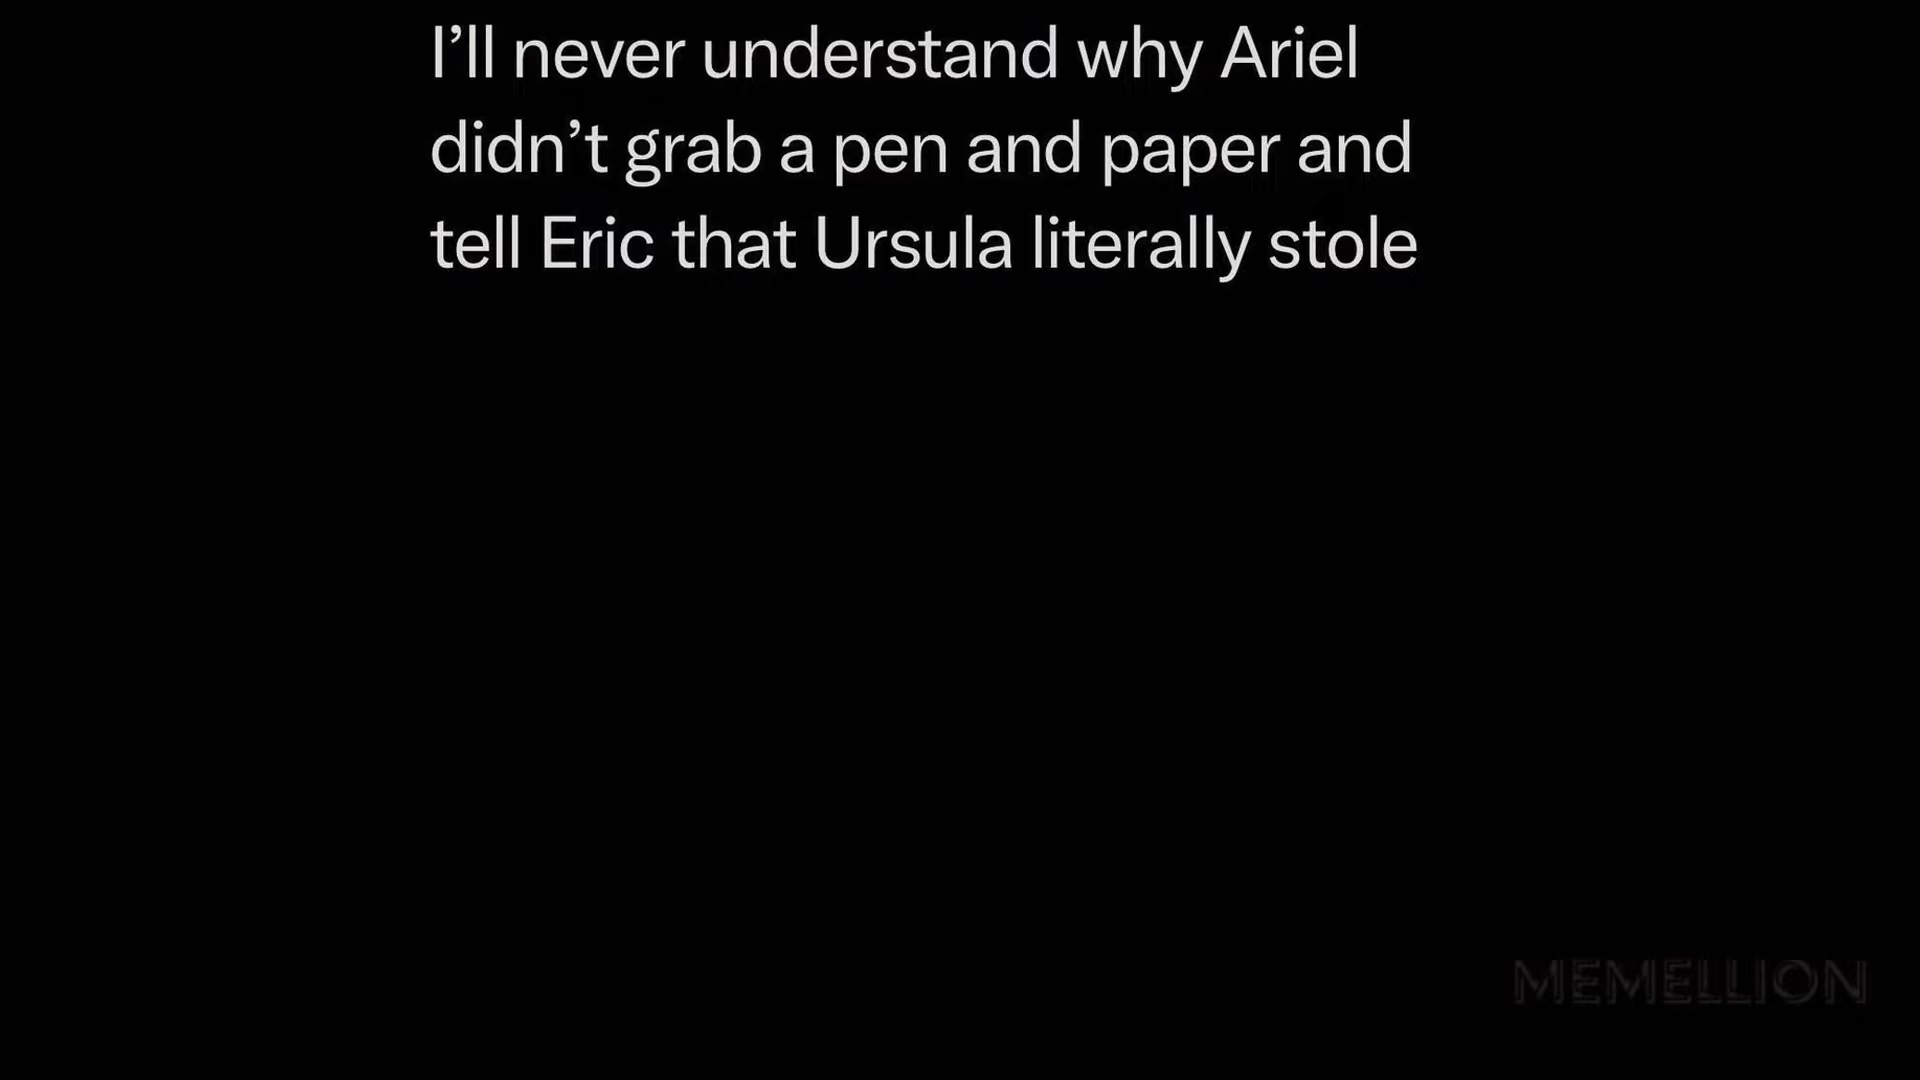 I’ll never understand why Ariel
didn’t grab a pen and paper and
tell Eric that Ursula literally stole
MEMELLION